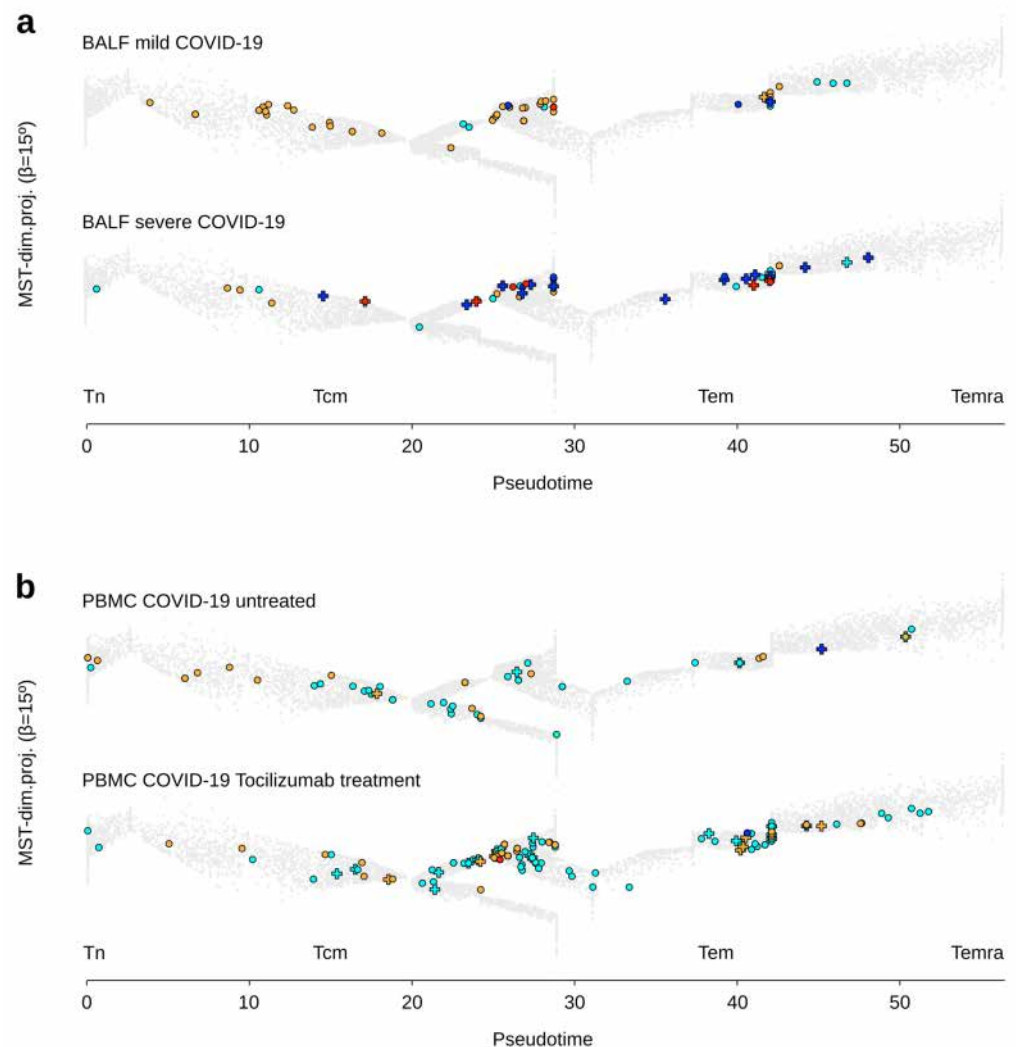 a
BALF mild COVID-19
MST-dim.proj. (β=15º)
BALF severe COVID-19
Tn Tcm Tem Temra
0 10 20 30 40 50
Pseudotime
b
PBMC COVID-19 untreated
MST-dim.proj. (β=15º)
PBMC COVID-19 Tocilizumab treatment
Tn Tcm Tem Temra
0 10 20 30 40 50
Pseudotime